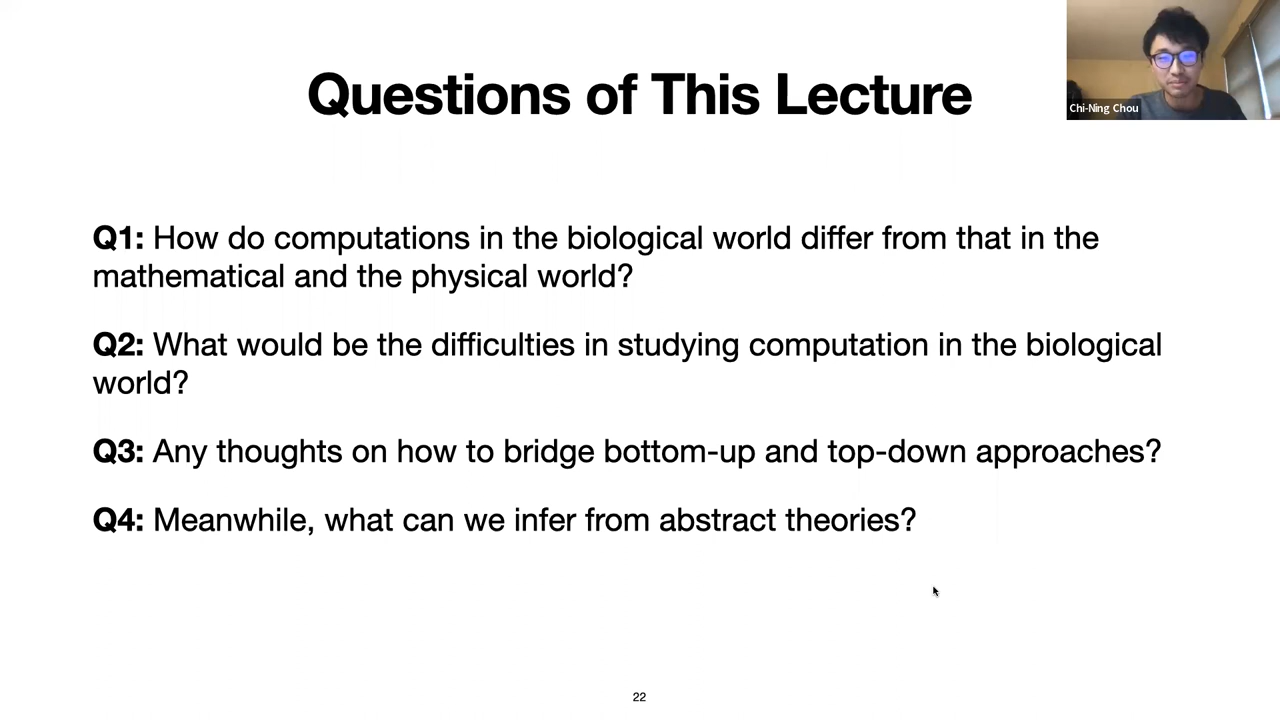 Questions of This Lecture
Chi-Ning Chou
Q1: How do computations in the biological world differ from that in the
mathematical and the physical world?
Q2: What would be the difficulties in studying computation in the biological
world?
Q3: Any thoughts on how to bridge bottom-up and top-down approaches?
Q4: Meanwhile, what can we infer from abstract theories?
22